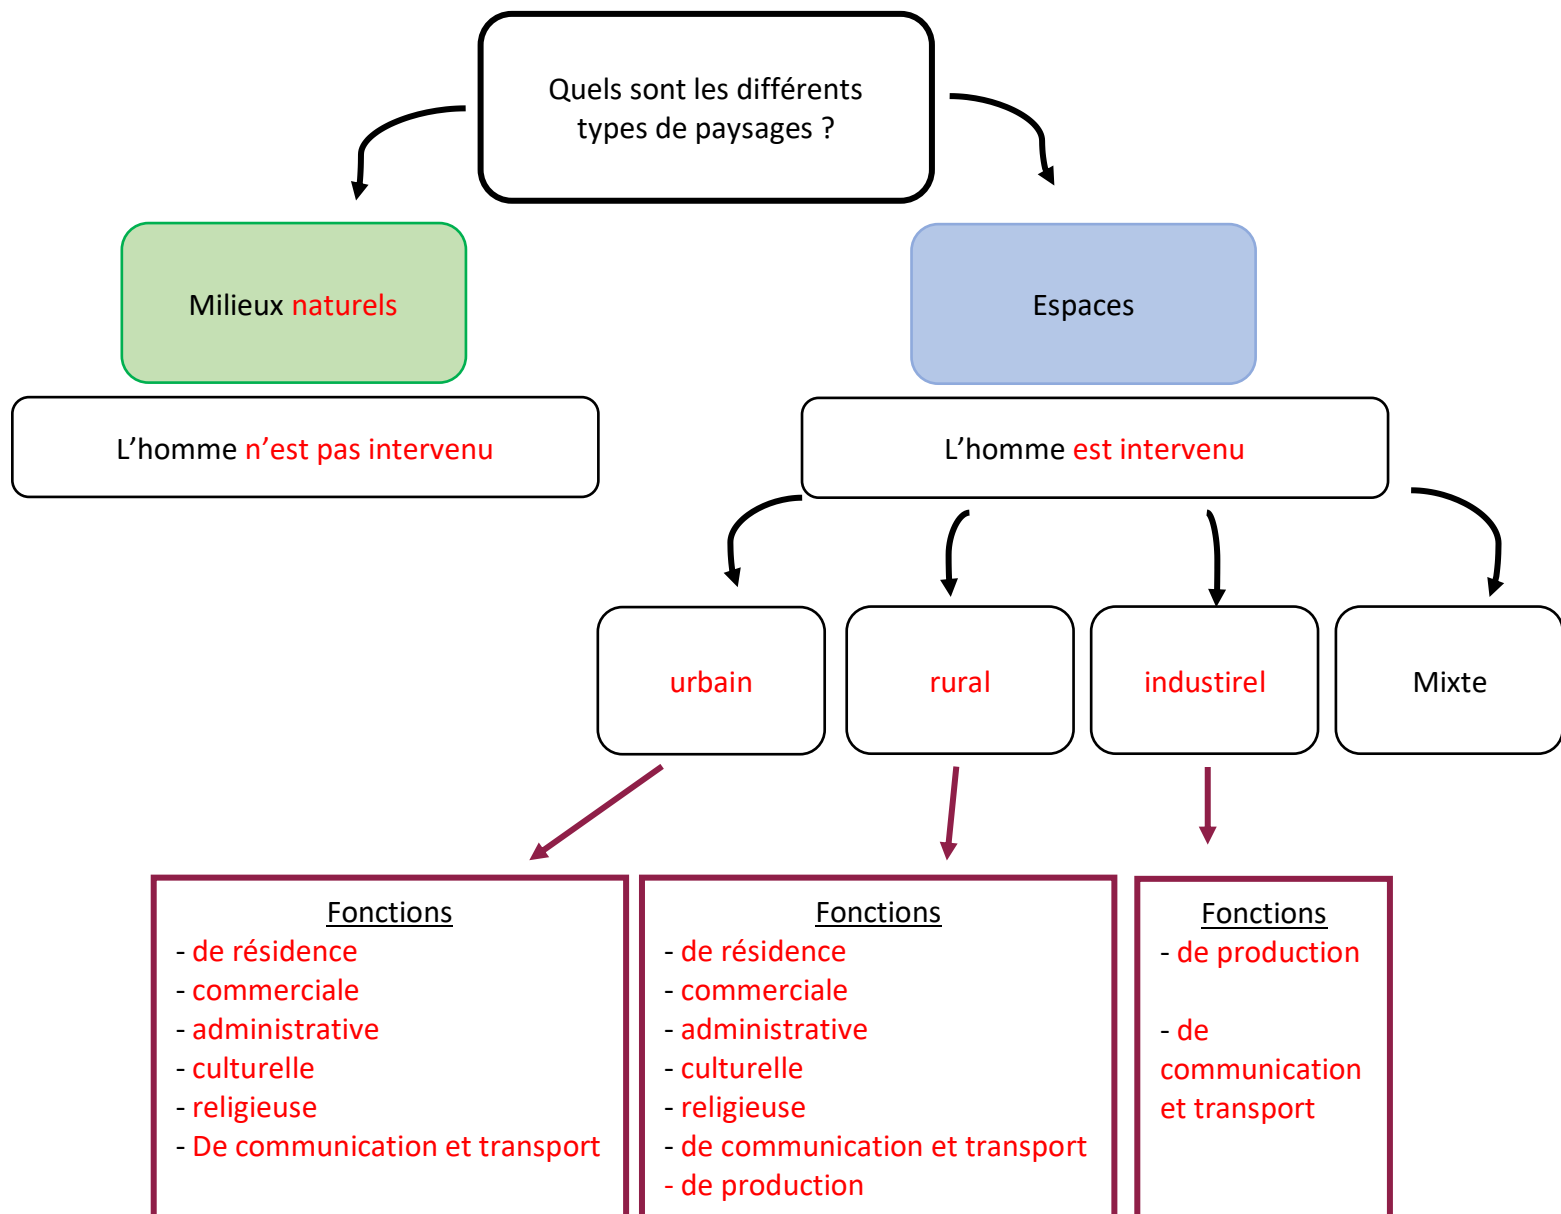 Quels sont les différents
types de paysages ?
Milieux naturels
Espaces
L’homme n’est pas intervenu
L’homme est intervenu
urbain
rural
industirel
Mixte
Fonctions
- de résidence
- commerciale
- administrative
- culturelle
- religieuse
- De communication et transport
Fonctions
- de résidence
- commerciale
- administrative
- culturelle
- religieuse
- de communication et transport
- de production
Fonctions
- de production
- de
communication
et transport